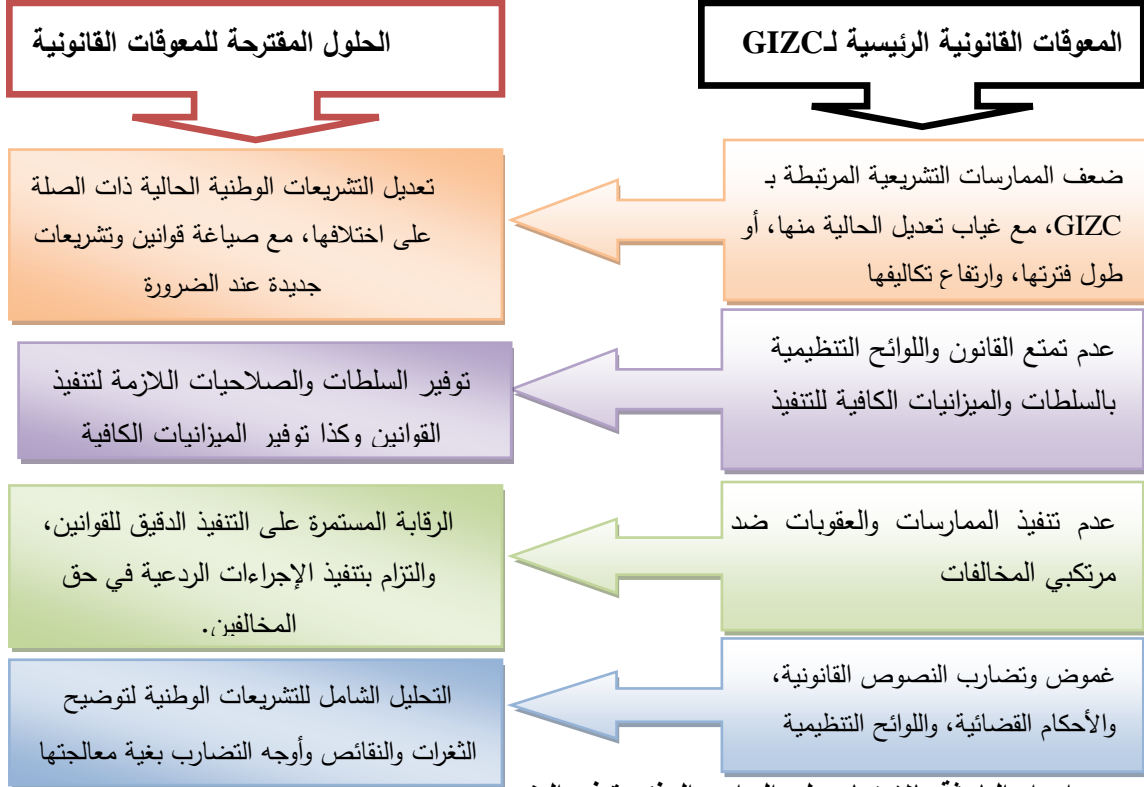 المعوقات القانونية الرئيسية لـGIZC
الحلول المقترحة للمعوقات القانونية
ضعف الممارسات التشريعية المرتبطة بـ
GIZC، مع غياب تعديل الحالية منها، أو
طول فترتها، وارتفاع تكاليفها
تعديل التشريعات الوطنية الحالية ذات الصلة
على اختلافها، مع صياغة قوانين وتشريعات
جديدة عند الضرورة
عدم تمتع القانون واللوائح التنظيمية
بالسلطات والميزانيات الكافية للتنفيذ
توفير السلطات والصلاحيات اللازمة لتنفيذ
القوانين وكذا توفير الميزانيات الكافية
عدم تنفيذ الممارسات والعقوبات ضد
مرتكبي المخالفات
الرقابة المستمرة على التنفيذ الدقيق للقوانين،
والتزام بتنفيذ الإجراءات الردعية في حق
المخالفين.
غموض وتضارب النصوص القانونية،
والأحكام القضائية، واللوائح التنظيمية
التحليل الشامل للتشريعات الوطنية لتوضيح
الثغرات والنقائص وأوجه التضارب بغية معالجتها